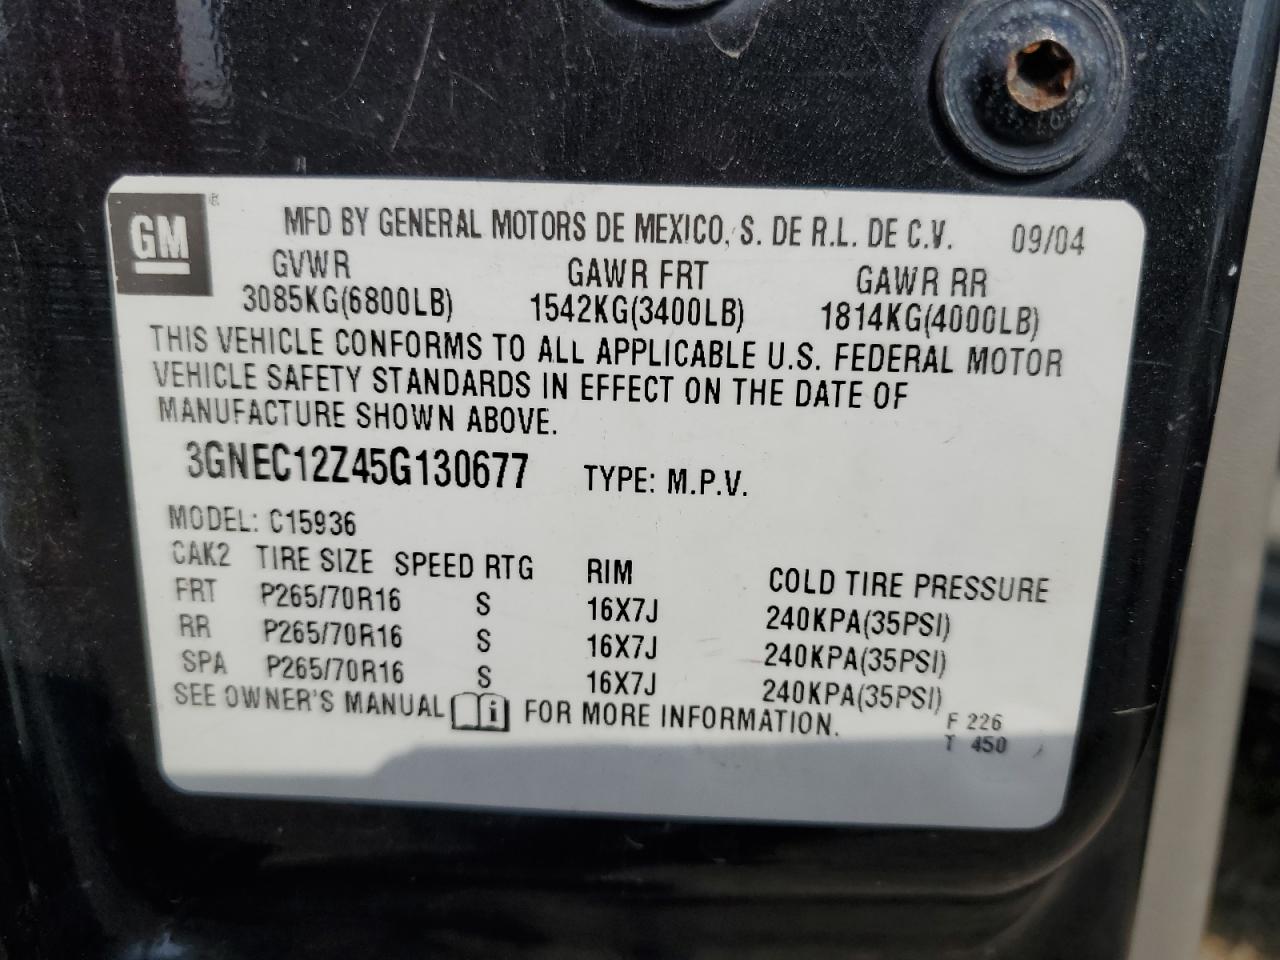 GM®
MFD BY GENERAL MOTORS DE MEXICO, S. DE R.L. DE C.V. 09/04
GVWR GAWR FRT GAWR RR
3085KG(6800LB) 1542KG(3400LB) 1814KG(4000LB)
THIS VEHICLE CONFORMS TO ALL APPLICABLE U.S. FEDERAL MOTOR
VEHICLE SAFETY STANDARDS IN EFFECT ON THE DATE OF
MANUFACTURE SHOWN ABOVE.
3GNEC12Z45G130677 TYPE: M.P.V.
MODEL: C15936
CAK2 TIRE SIZE SPEED RTG RIM COLD TIRE PRESSURE
FRT P265/70R16 S 16X7J 240KPA(35PSI)
RR P265/70R16 S 16X7J 240KPA(35PSI)
SPA P265/70R16 S 16X7J 240KPA(35PSI)
SEE OWNER'S MANUAL i FOR MORE INFORMATION.
F 226
T 450